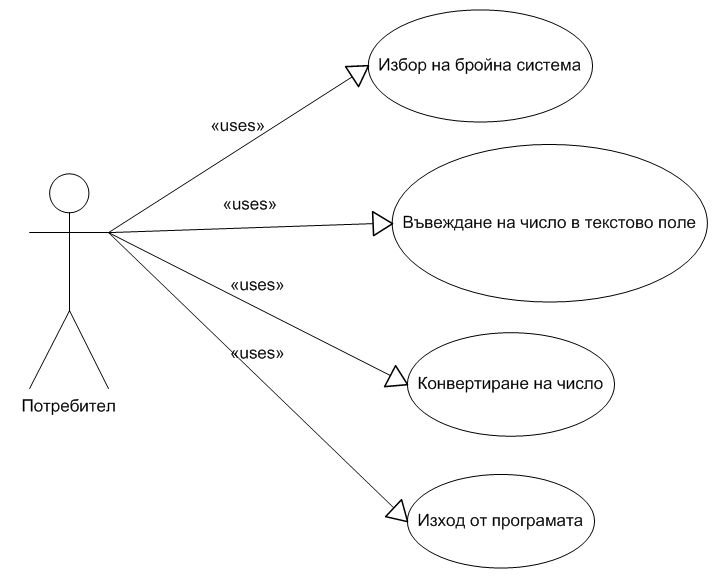 Избор на бройна система
«uses»
«uses»
Въвеждане на число в текстово поле
«uses»
«uses»
Конвертиране на число
Потребител
Изход от програмата